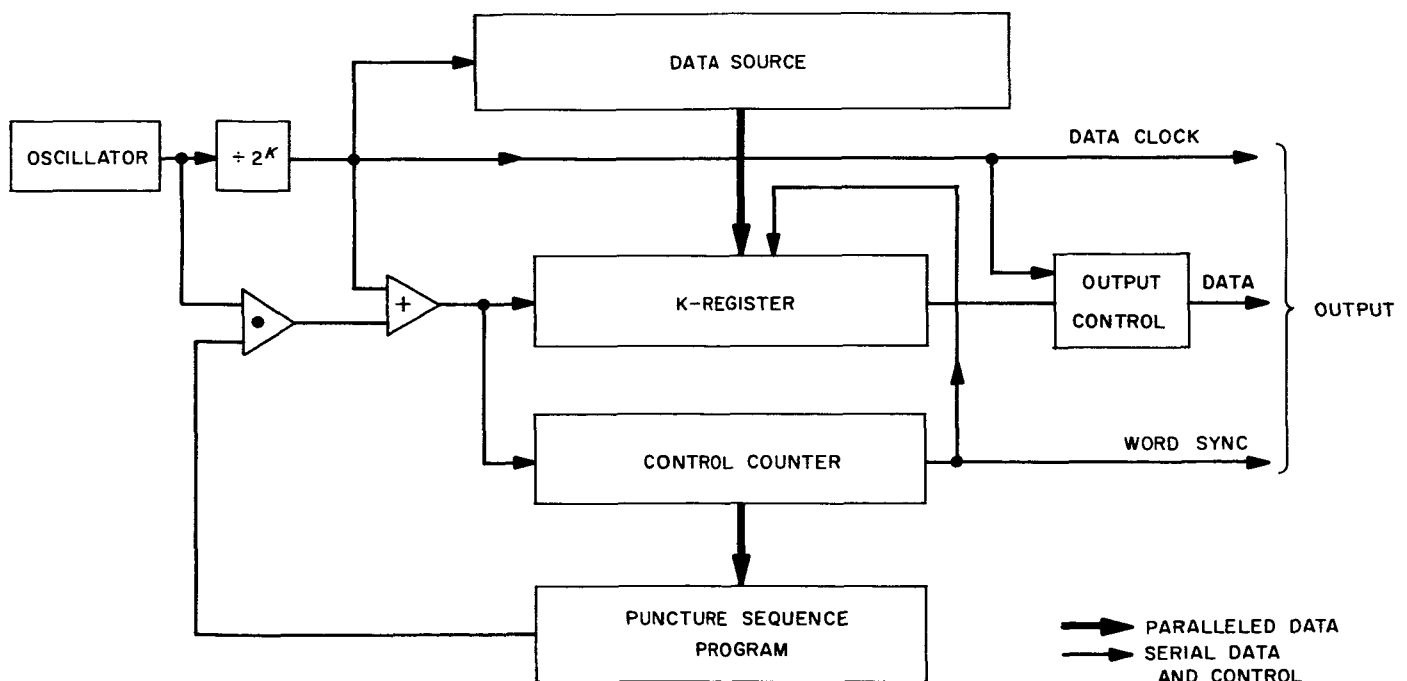 DATA SOURCE
OSCILLATOR
÷ 2^K
DATA CLOCK
K-REGISTER
OUTPUT
CONTROL
DATA
OUTPUT
+
•
CONTROL COUNTER
WORD SYNC
PUNCTURE SEQUENCE
PROGRAM
PARALLELED DATA
SERIAL DATA
AND CONTROL